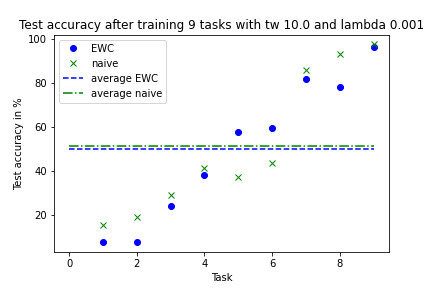 Test accuracy after training 9 tasks with tw 10.0 and lambda 0.001
100
80
60
40
20
Test accuracy in %
EWC
naive
average EWC
average naive
0 2 4 6 8
Task